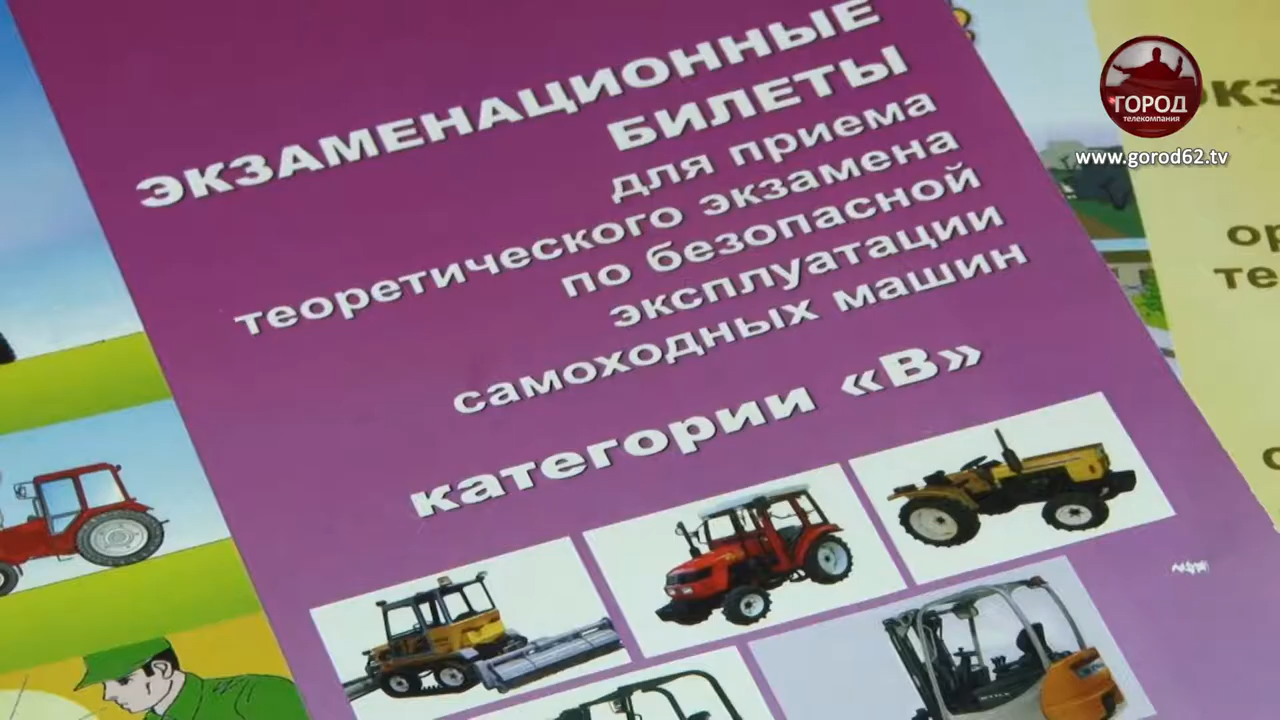 ЭКЗАМЕНАЦИОННЫЕ
БИЛЕТЫ
для приема
теоретического экзамена
по безопасной
эксплуатации
самоходных машин
категории «В»
ГОРОД
телекомпания
www.gorod62.tv